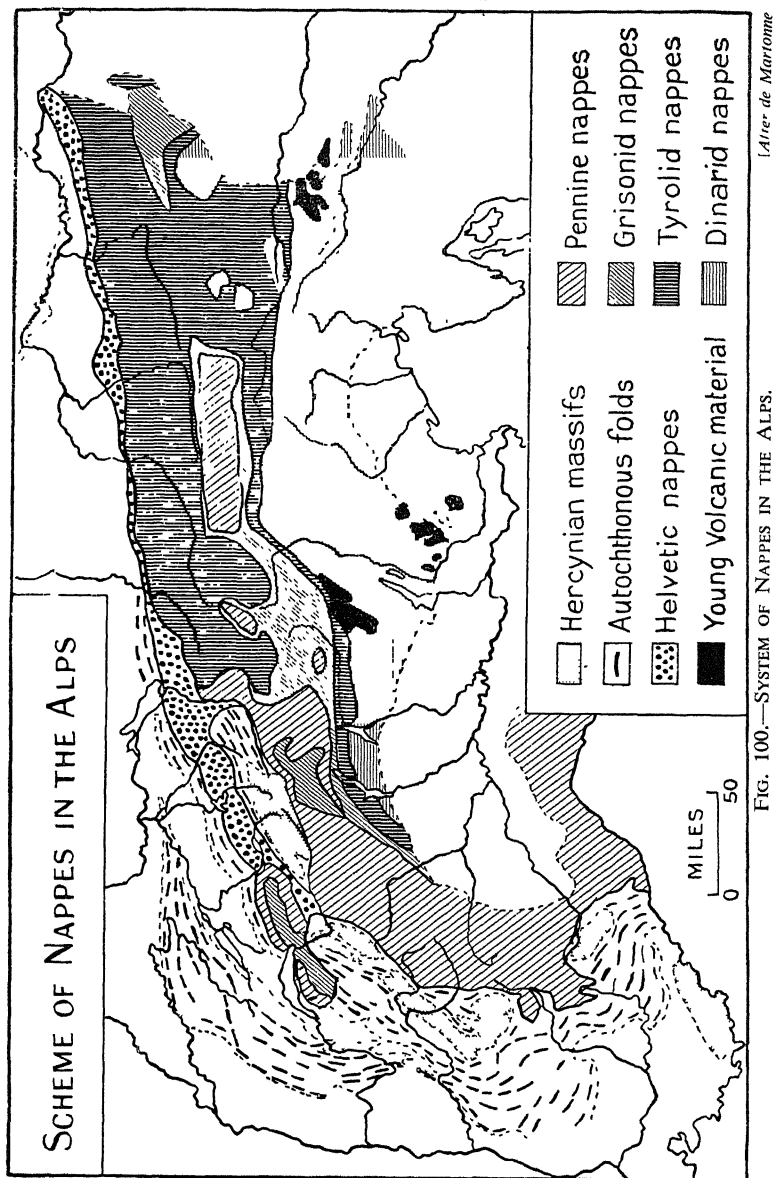 SCHEME OF NAPPES IN THE ALPS
Hercynian massifs
Autochthonous folds
Helvetic nappes
Young Volcanic material
Pennine nappes
Grisonid nappes
Tyrolid nappes
Dinarid nappes
MILES
0 50
FIG. 100.—SYSTEM OF NAPPES IN THE ALPS.
[After de Martonne